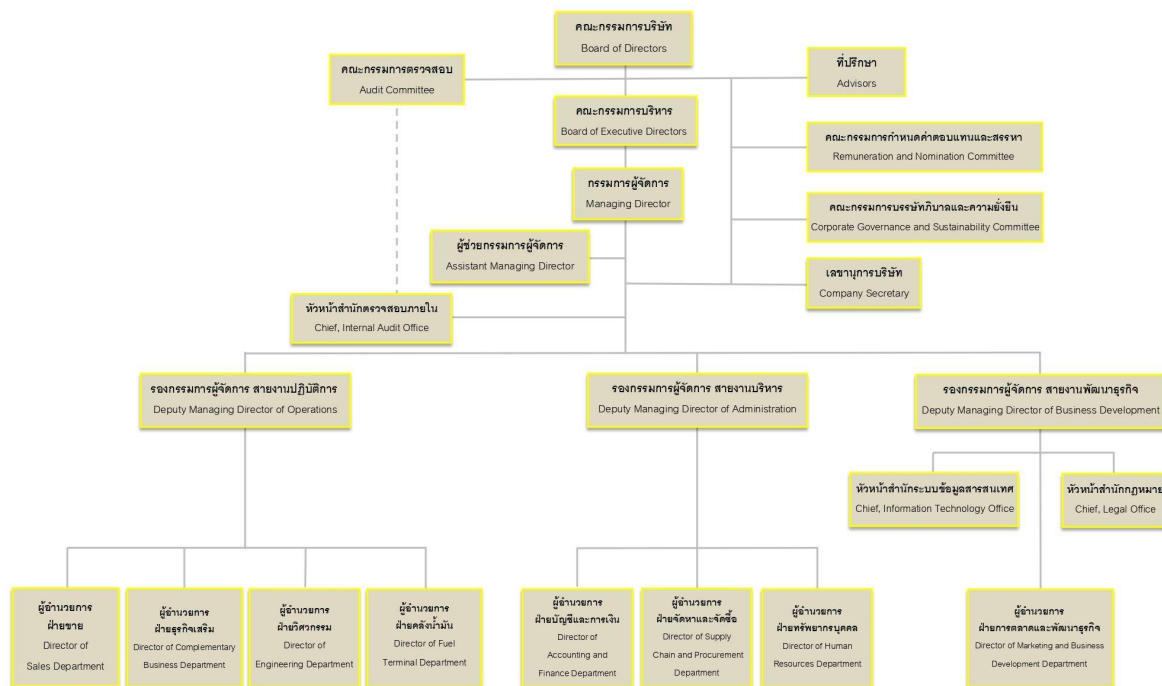 คณะกรรมการบริษัท
Board of Directors
คณะกรรมการตรวจสอบ
Audit Committee
ที่ปรึกษา
Advisors
คณะกรรมการบริหาร
Board of Executive Directors
คณะกรรมการกำหนดค่าตอบแทนและสรรหา
Remuneration and Nomination Committee
กรรมการผู้จัดการ
Managing Director
คณะกรรมการบรรษัทภิบาลและความยั่งยืน
Corporate Governance and Sustainability Committee
ผู้ช่วยกรรมการผู้จัดการ
Assistant Managing Director
เลขานุการบริษัท
Company Secretary
หัวหน้าสำนักตรวจสอบภายใน
Chief, Internal Audit Office
รองกรรมการผู้จัดการ สายงานปฏิบัติการ
Deputy Managing Director of Operations
รองกรรมการผู้จัดการ สายงานบริหาร
Deputy Managing Director of Administration
รองกรรมการผู้จัดการ สายงานพัฒนาธุรกิจ
Deputy Managing Director of Business Development
หัวหน้าสำนักระบบข้อมูลสารสนเทศ
Chief, Information Technology Office
หัวหน้าสำนักกฎหมาย
Chief, Legal Office
ผู้อำนวยการ
ฝ่ายขาย
Director of
Sales Department
ผู้อำนวยการ
ฝ่ายธุรกิจเสริม
Director of Complementary
Business Department
ผู้อำนวยการ
ฝ่ายวิศวกรรม
Director of
Engineering Department
ผู้อำนวยการ
ฝ่ายคลังน้ำมัน
Director of Fuel
Terminal Department
ผู้อำนวยการ
ฝ่ายบัญชีและการเงิน
Director of
Accounting and
Finance Department
ผู้อำนวยการ
ฝ่ายจัดหาและจัดซื้อ
Director of Supply
Chain and Procurement
Department
ผู้อำนวยการ
ฝ่ายทรัพยากรบุคคล
Director of Human
Resources Department
ผู้อำนวยการ
ฝ่ายการตลาดและพัฒนาธุรกิจ
Director of Marketing and Business
Development Department